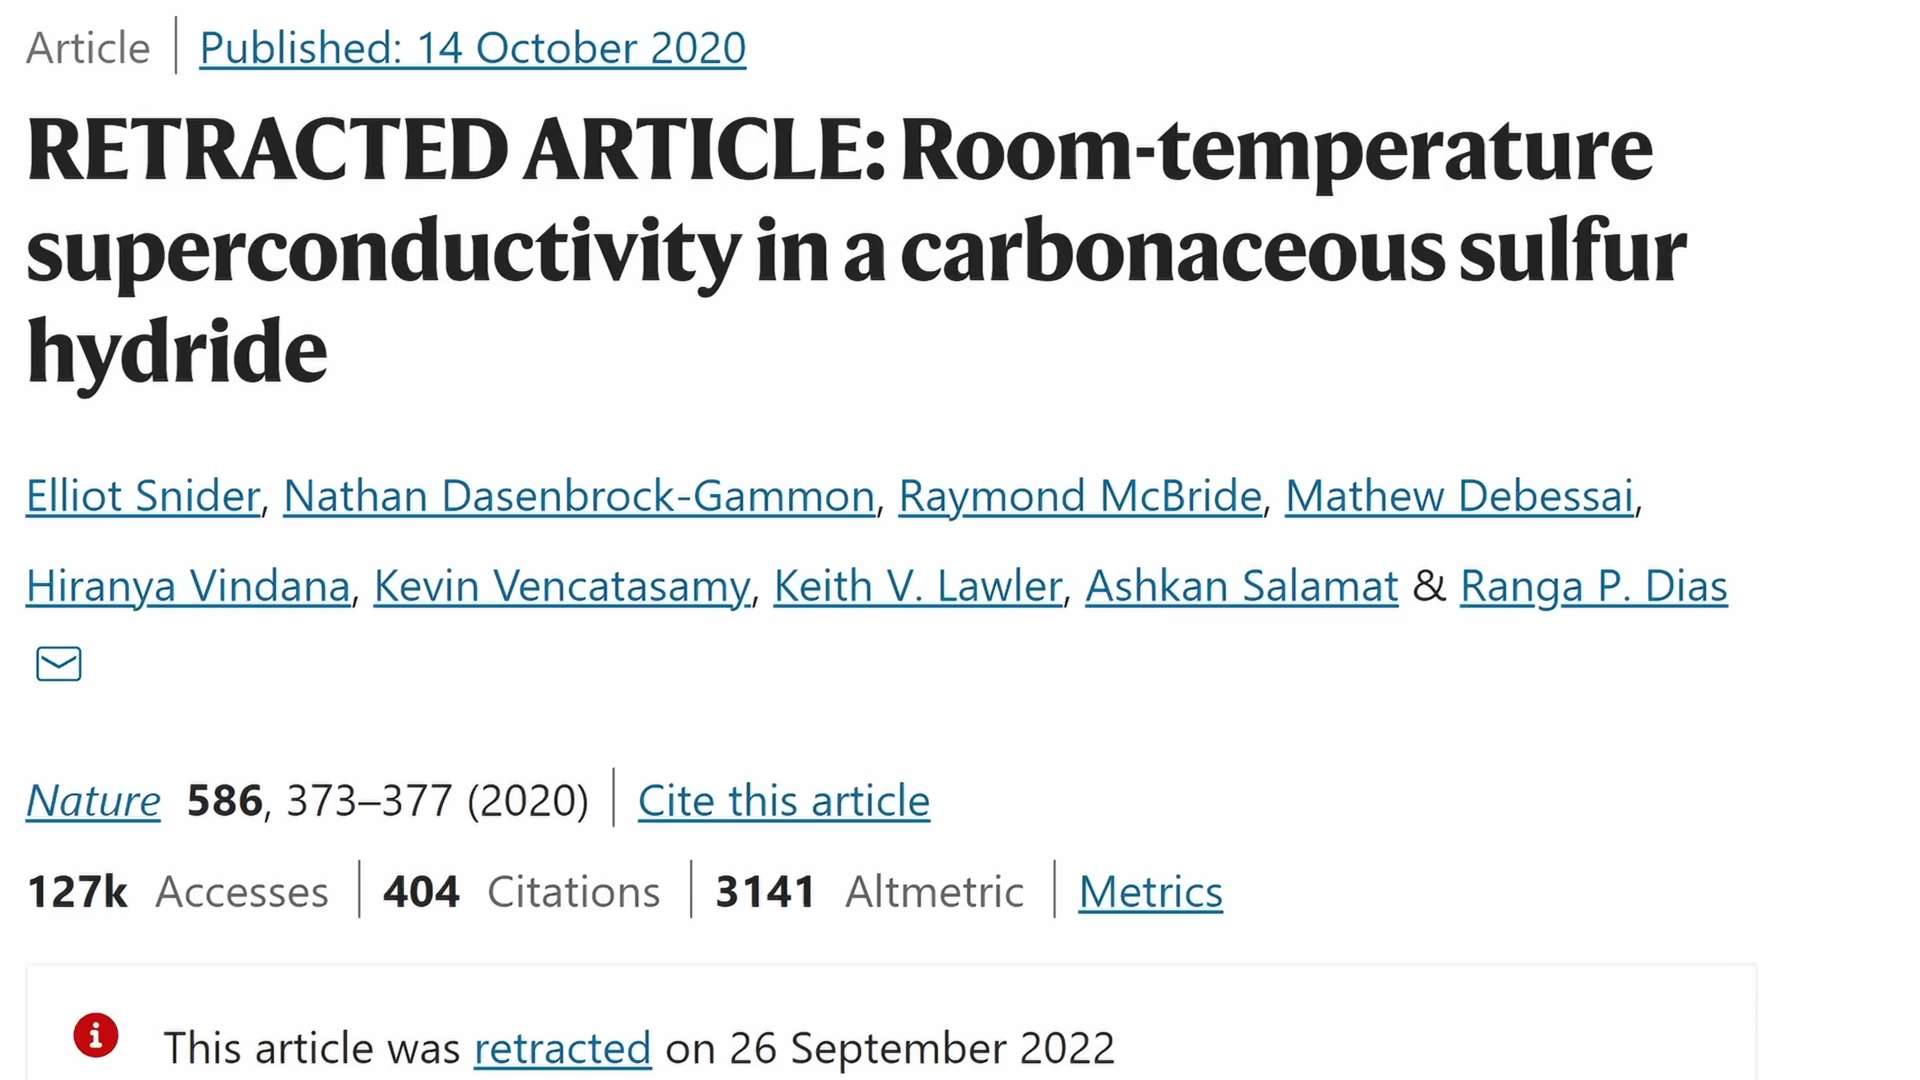 Article | Published: 14 October 2020
RETRACTED ARTICLE: Room-temperature
superconductivity in a carbonaceous sulfur
hydride
Elliot Snider, Nathan Dasenbrock-Gammon, Raymond McBride, Mathew Debessai,
Hiranya Vindana, Kevin Vencatasamy, Keith V. Lawler, Ashkan Salamat & Ranga P. Dias
Nature 586, 373–377 (2020) | Cite this article
127k Accesses | 404 Citations | 3141 Altmetric | Metrics
This article was retracted on 26 September 2022